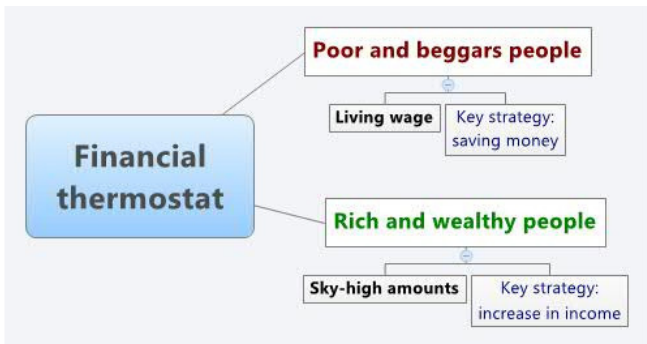 Financial
thermostat
Poor and beggars people
Living wage
Key strategy:
saving money
Rich and wealthy people
Sky-high amounts
Key strategy:
increase in income